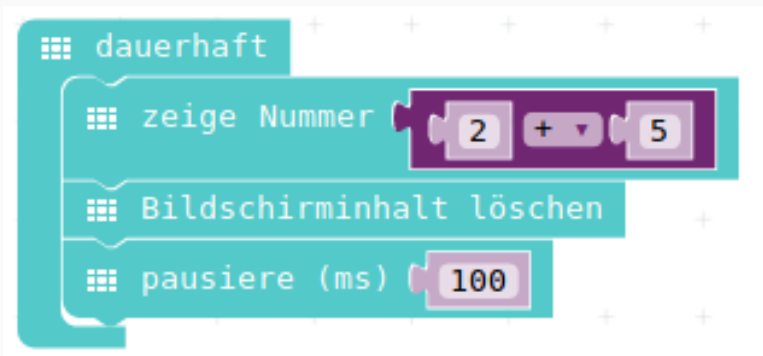 dauerhaft
zeige Nummer 2 + 5
Bildschirminhalt löschen
pausiere (ms) 100